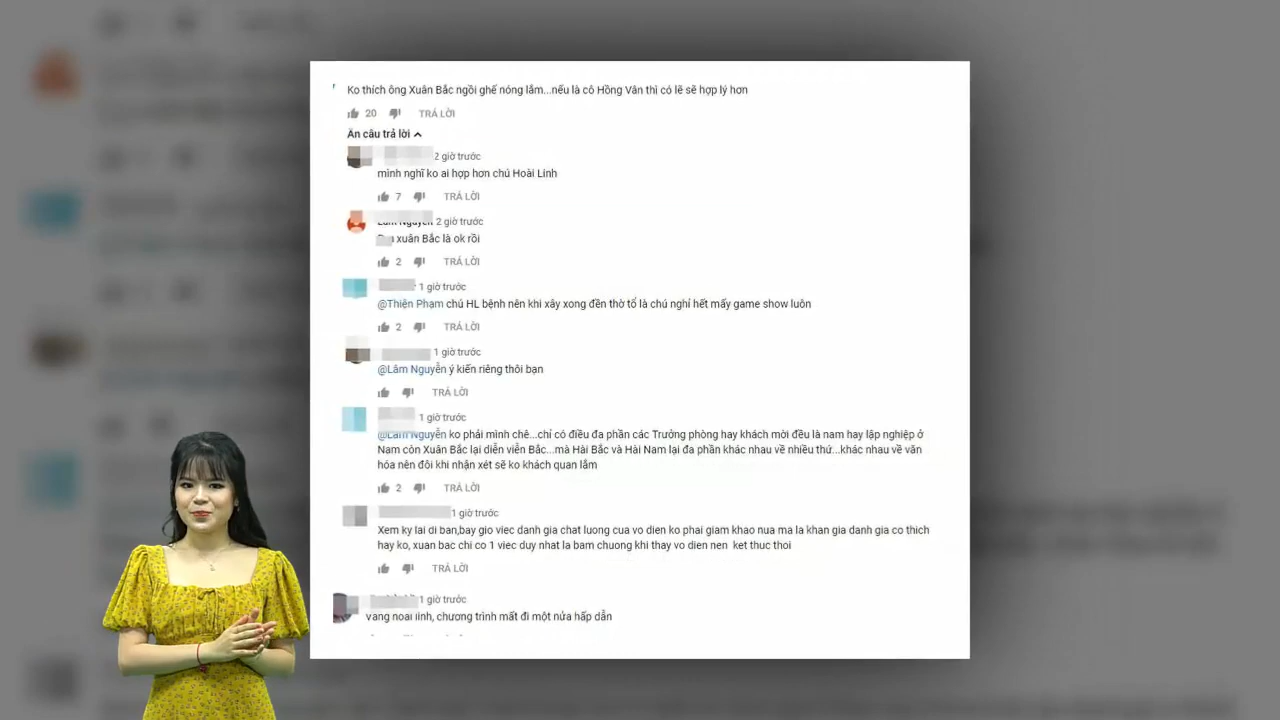 Ko thích ông Xuân Bắc ngồi ghế nóng lắm...nếu là cô Hồng Vân thì có lẽ sẽ hợp lý hơn
20 TRẢ LỜI
Ẩn câu trả lời
2 giờ trước
mình nghĩ ko ai hợp hơn chú Hoài Linh
7 TRẢ LỜI
Lâm Nguyễn 2 giờ trước
xuân Bắc là ok rồi
2 TRẢ LỜI
1 giờ trước
@Thiện Phạm chú HL bệnh nên khi xây xong đền thờ tổ là chú nghỉ hết mấy game show luôn
2 TRẢ LỜI
1 giờ trước
@Lâm Nguyễn ý kiến riêng thôi bạn
TRẢ LỜI
1 giờ trước
@Lâm Nguyễn ko phải mình chê...chỉ có điều đa phần các Trưởng phòng hay khách mời đều là nam hay lập nghiệp ở
Nam còn Xuân Bắc lại diễn viên Bắc...mà Hài Bắc và Hài Nam lại đa phần khác nhau về nhiều thứ...khác nhau về văn
hóa nên đôi khi nhận xét sẽ ko khách quan lắm
2 TRẢ LỜI
1 giờ trước
Xem ky lai di ban,bay gio viec danh gia chat luong cua vo dien ko phai giam khao nua ma la khan gia danh gia co thich
hay ko, xuan bac chi co 1 viec duy nhat la bam chuong khi thay vo dien nen ket thuc thoi
TRẢ LỜI
1 giờ trước
vang hoai linh, chương trình mất đi một nửa hấp dẫn